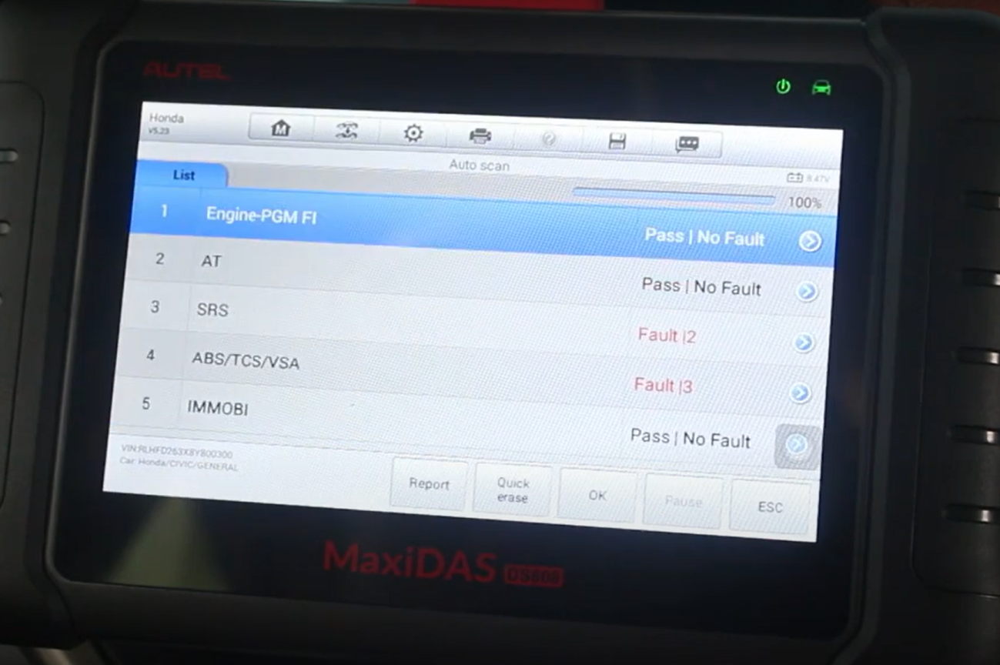 AUTEL
Honda
V5.23
M
Auto scan
8.47V
List
100%
1 Engine-PGM FI Pass | No Fault
2 AT Pass | No Fault
3 SRS Fault |2
4 ABS/TCS/VSA Fault |3
5 IMMOBI Pass | No Fault
VIN:RLHFD263X8Y800300
Car: Honda/CIVIC/GENERAL
Report
Quick
erase
OK
Pause
ESC
MaxiDAS DS808